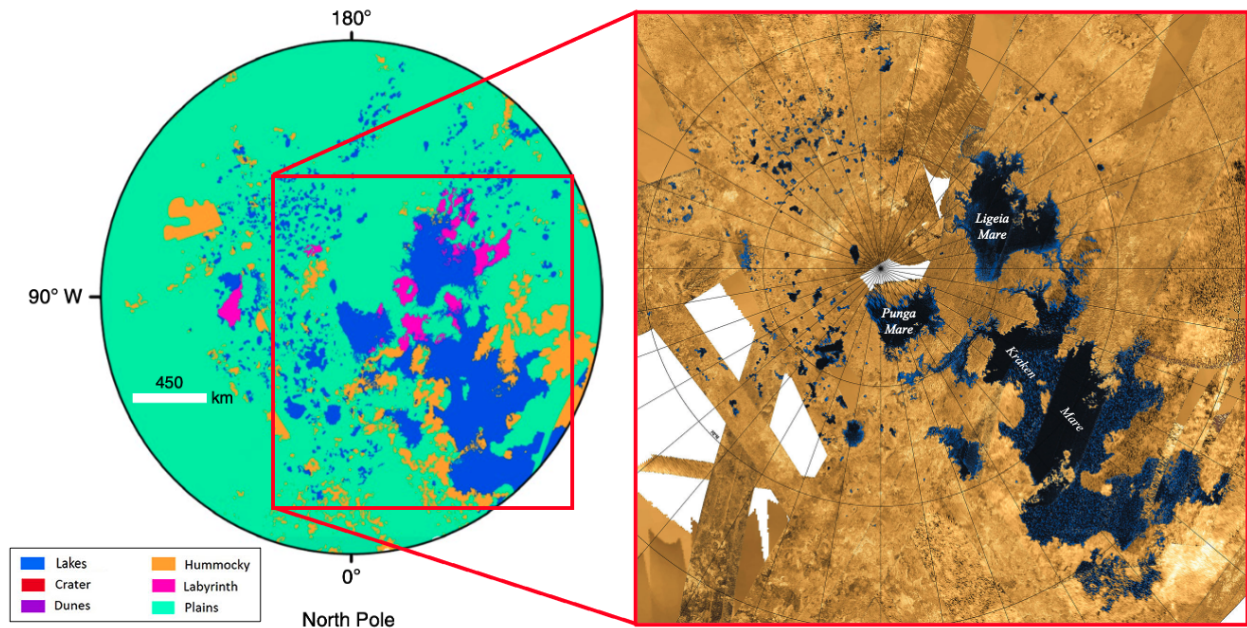 180°
90° W
450
km
0°
North Pole
Lakes
Crater
Dunes
Hummocky
Labyrinth
Plains
Ligeia
Mare
Punga
Mare
Kraken
Mare